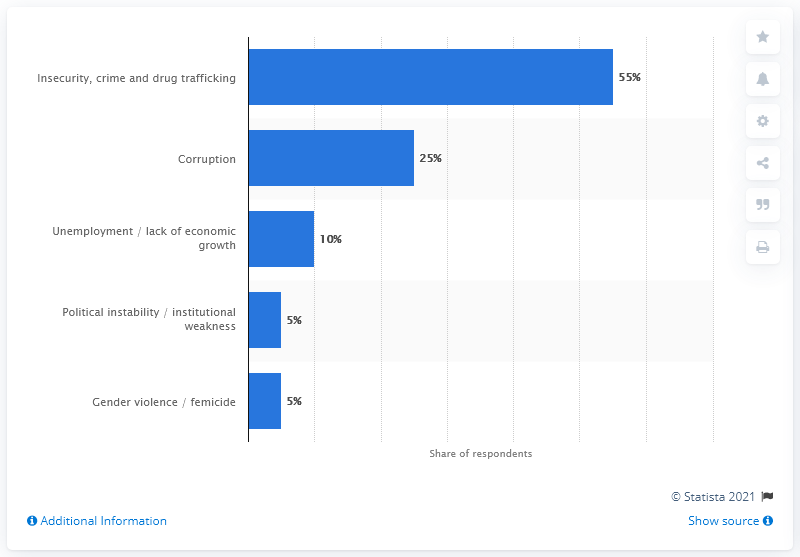 Insecurity, crime and drug trafficking
55%
Corruption
25%
Unemployment / lack of economic
growth
10%
Political instability / institutional
weakness
5%
Gender violence / femicide
5%
Share of respondents
© Statista 2021
Additional Information
Show source